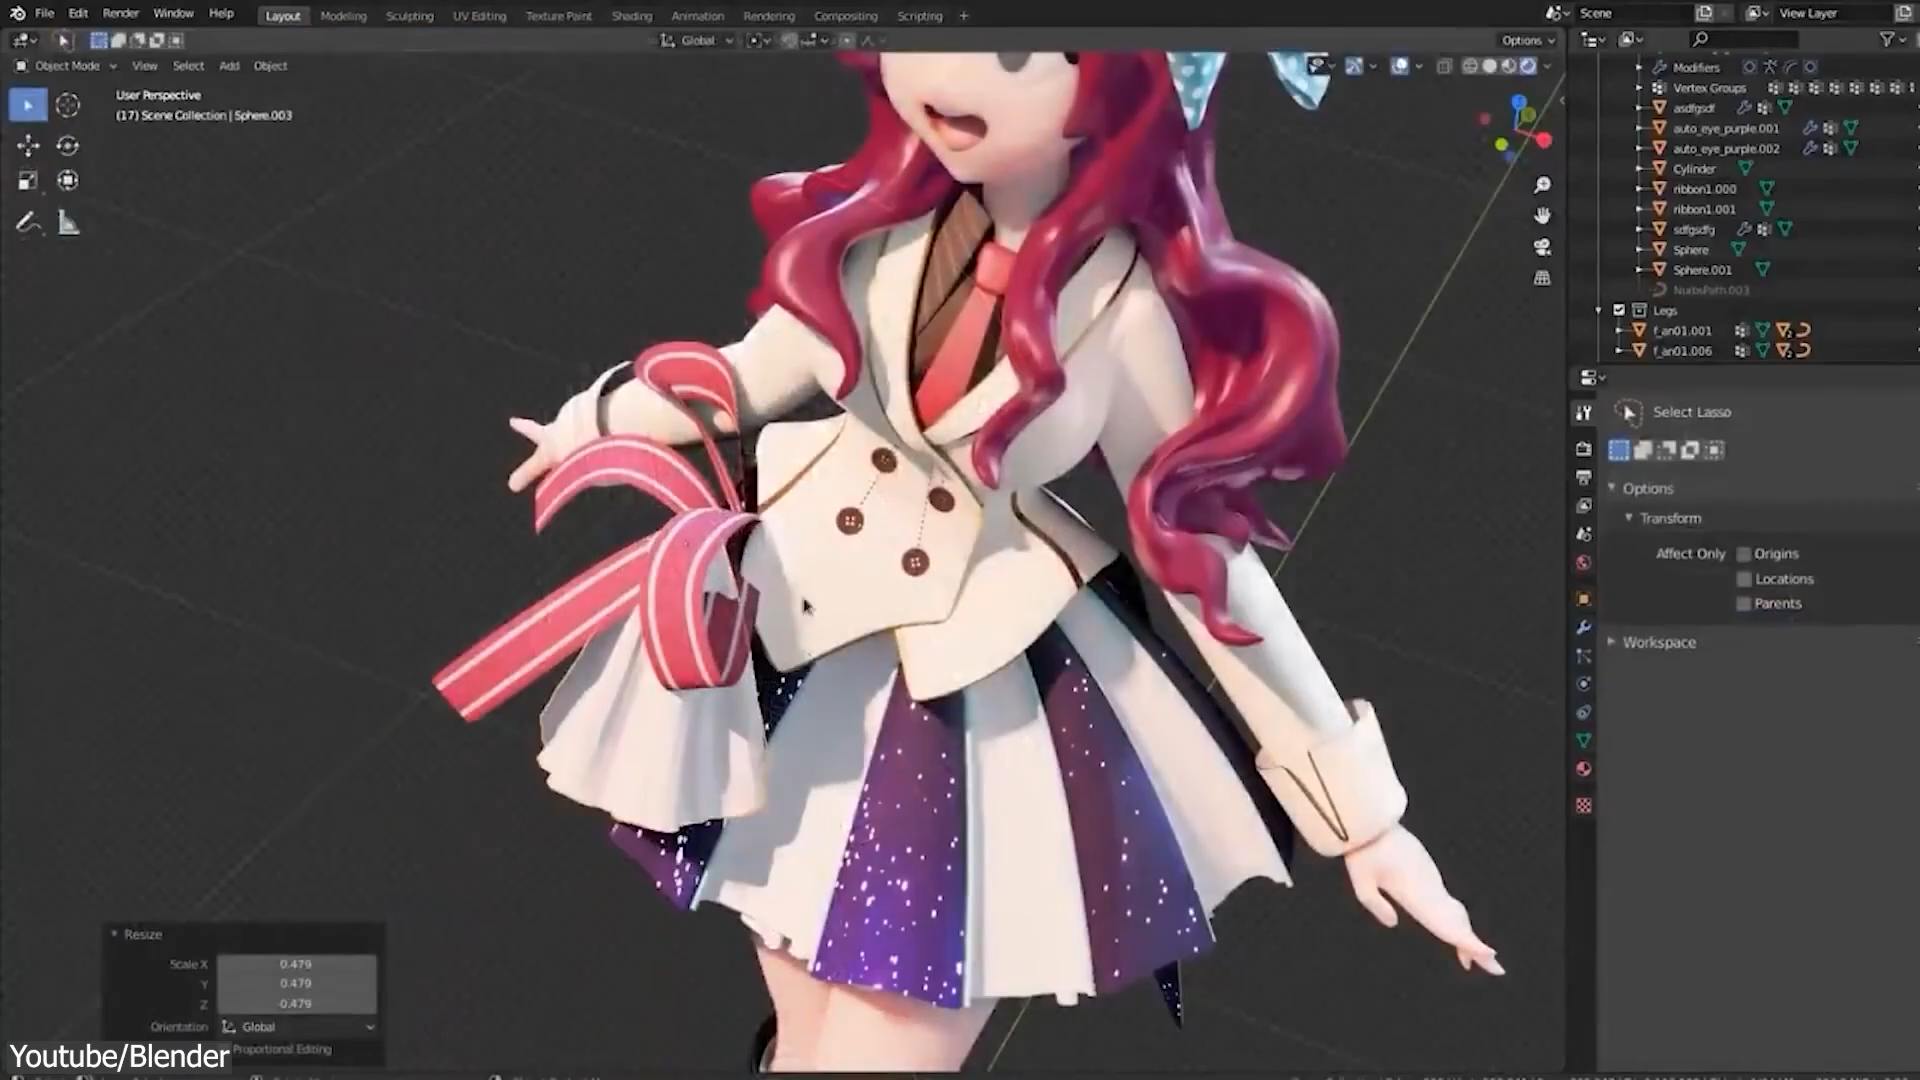 File Edit Render Window Help Layout Modeling Sculpting UV Editing Texture Paint Shading Animation Rendering Compositing Scripting + Scene View Layer
Global Options
Object Mode View Select Add Object
User Perspective
(17) Scene Collection | Sphere.003
Modifiers
Vertex Groups
asdfgsdf
auto_eye_purple.001
auto_eye_purple.002
Cylinder
ribbon1.000
ribbon1.001
sdfgsdfg
Sphere
Sphere.001
NurbsPath.003
Legs
f_an01.001
f_an01.006
Select Lasso
Options
Transform
Affect Only Origins
Locations
Parents
Workspace
Resize
Scale X 0.479
Y 0.479
Z 0.479
Orientation Global
Proportional Editing
Youtube/Blender